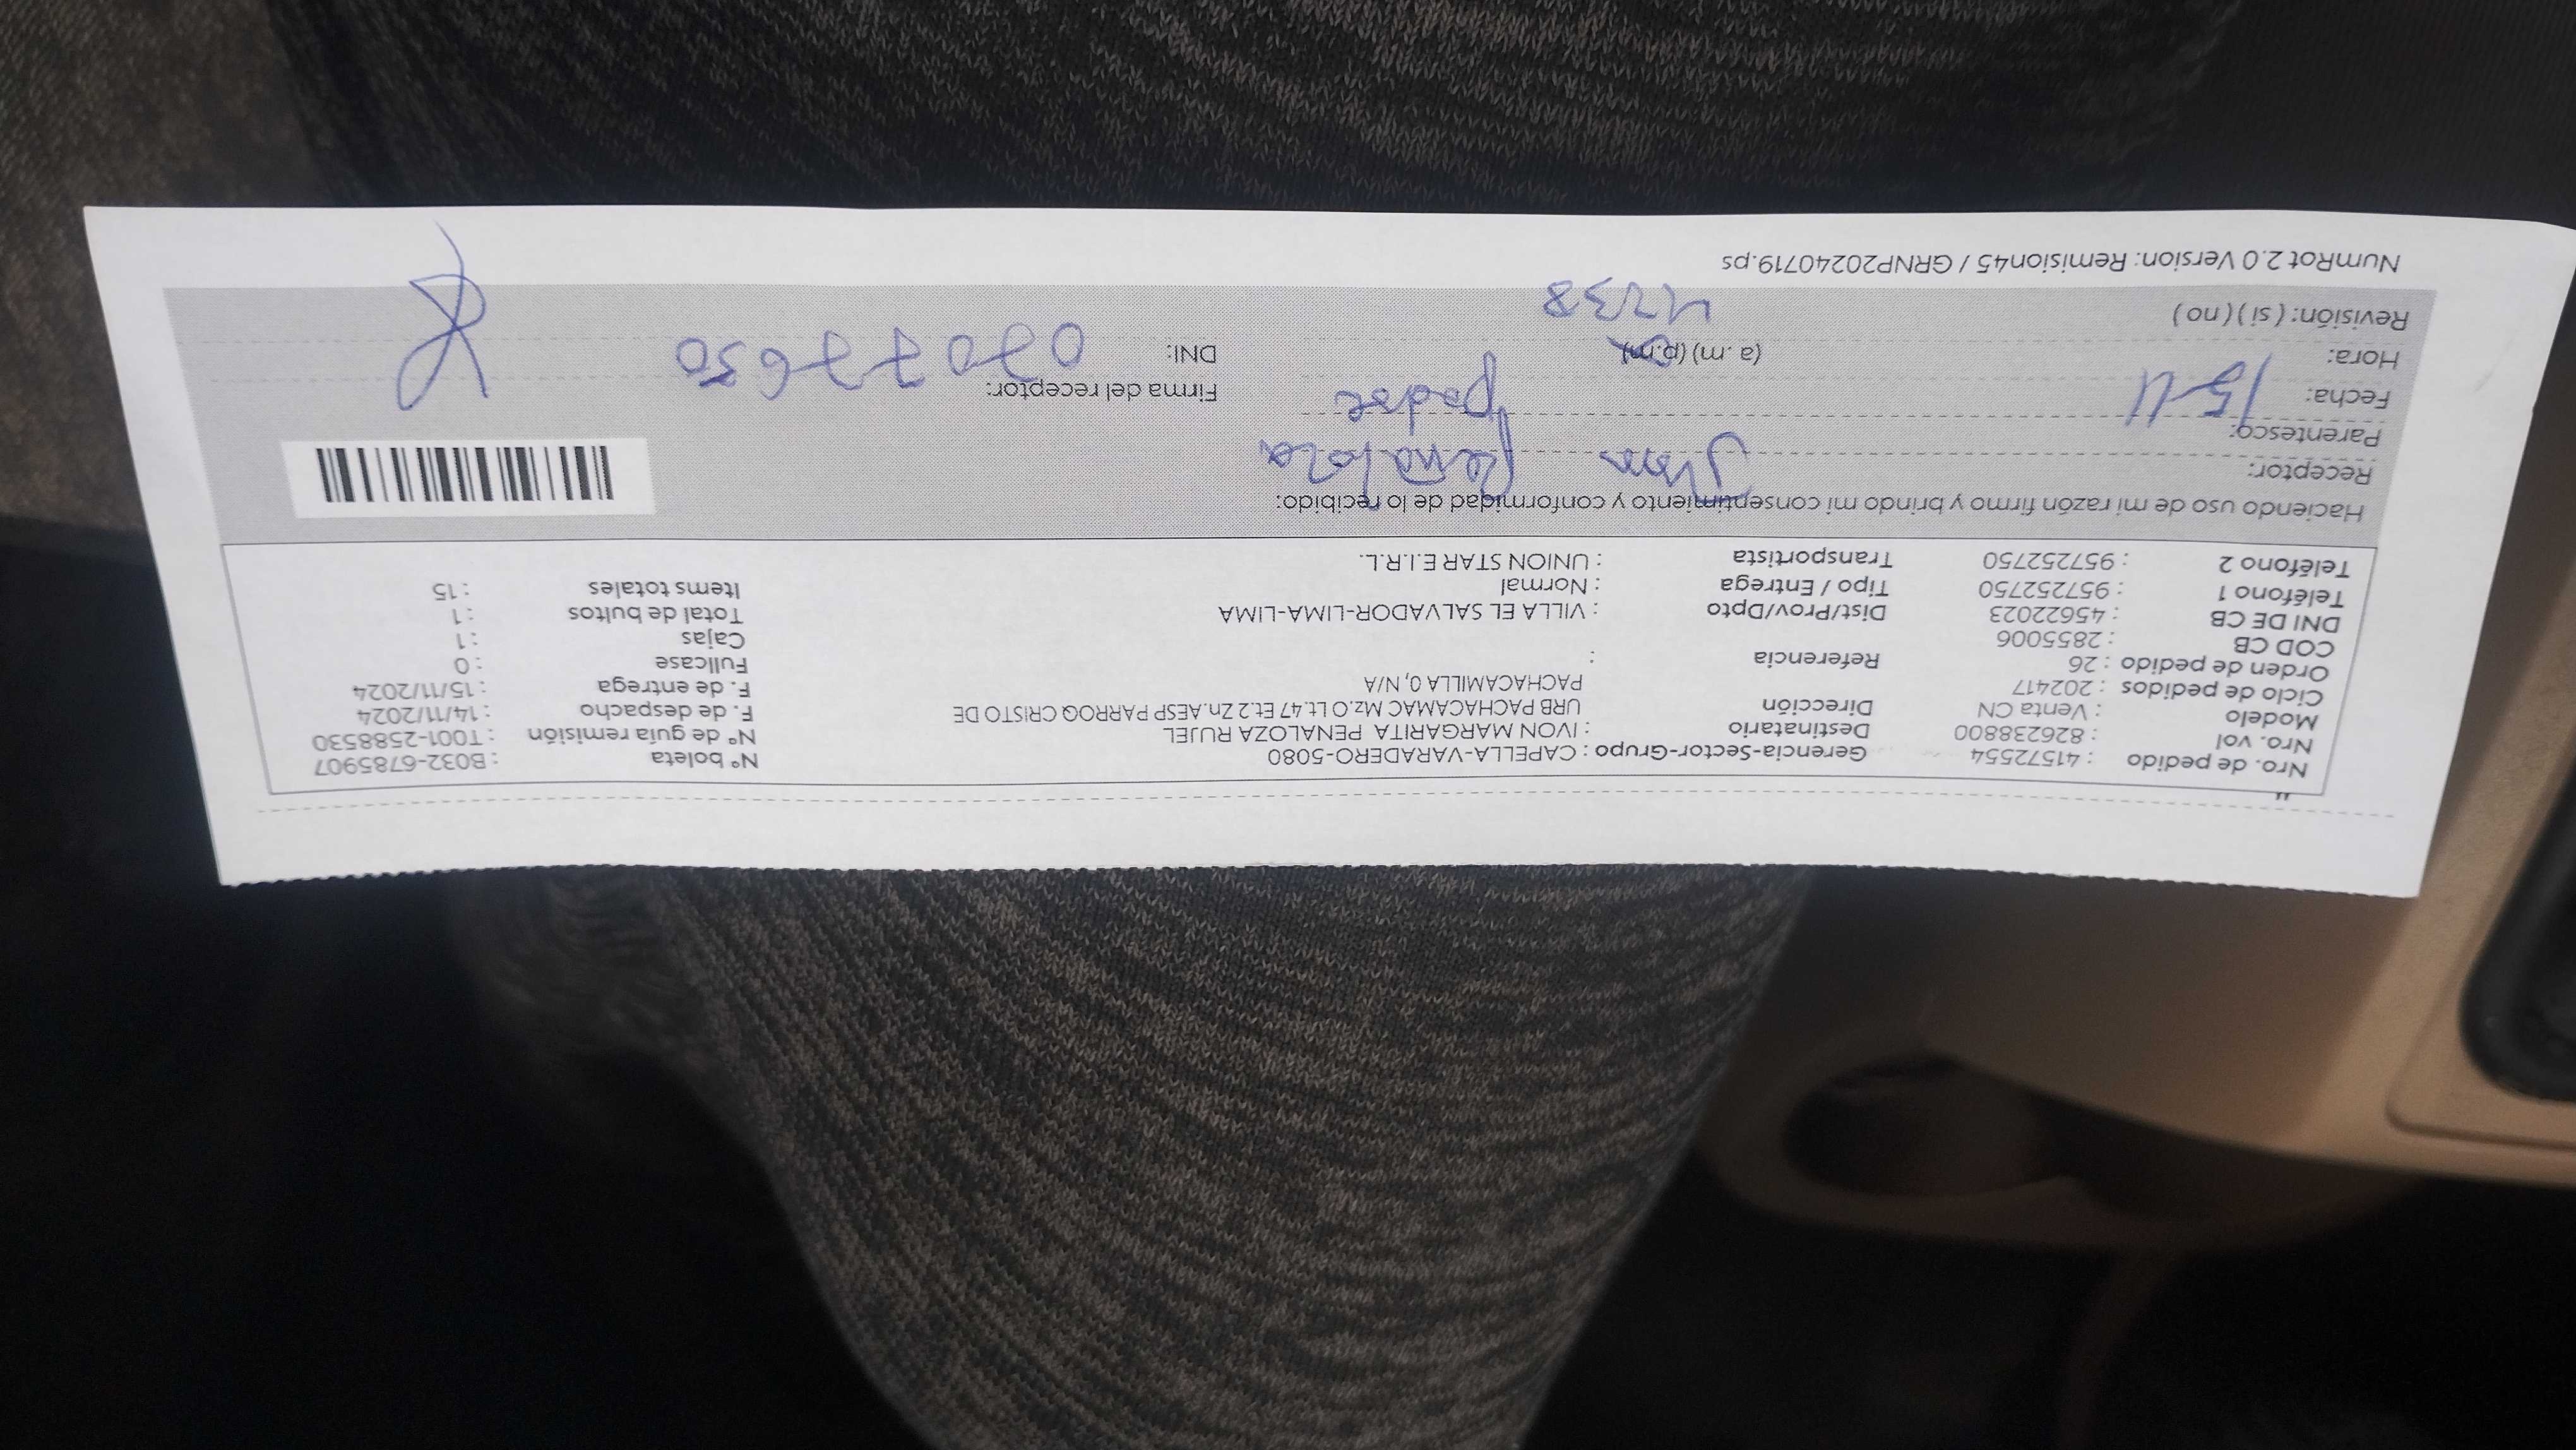 Nro. de pedido : 41572554 Gerencia-Sector-Grupo : CAPELLA-VARADERO-5080 N° boleta : B032-6785907
Nro. vol : 826238800 Destinatario : IVON MARGARITA PENALOZA RUJEL N° de guía remisión : T001-2588530
Modelo : Venta CN Dirección URB PACHACAMAC Mz.O Lt.47 Et.2 Zn.AESP PARROQ CRISTO DE F. de despacho : 14/11/2024
Ciclo de pedidos : 202417 PACHACAMILLA 0, N/A F. de entrega : 15/11/2024
Orden de pedido : 26 Referencia : Fullcase : 0
COD CB : 2855006 Cajas : 1
DNI DE CB : 45622023 Dist/Prov/Dpto : VILLA EL SALVADOR-LIMA-LIMA Total de bultos : 1
Teléfono 1 : 957252750 Tipo / Entrega : Normal Items totales : 15
Teléfono 2 : 957252750 Transportista : UNION STAR E.I.R.L.
Haciendo uso de mi razón firmo y brindo mi consentimiento y conformidad de lo recibido:
Receptor: Peñaloza
Parentesco: padre
Fecha: 15-11 Firma del receptor:
Hora: (a.m) (p.m) DNI: 07077650
Revisión: ( si ) ( no ) 4238
NumRot 2.0 Version: Remision45 / GRNP20240719.ps